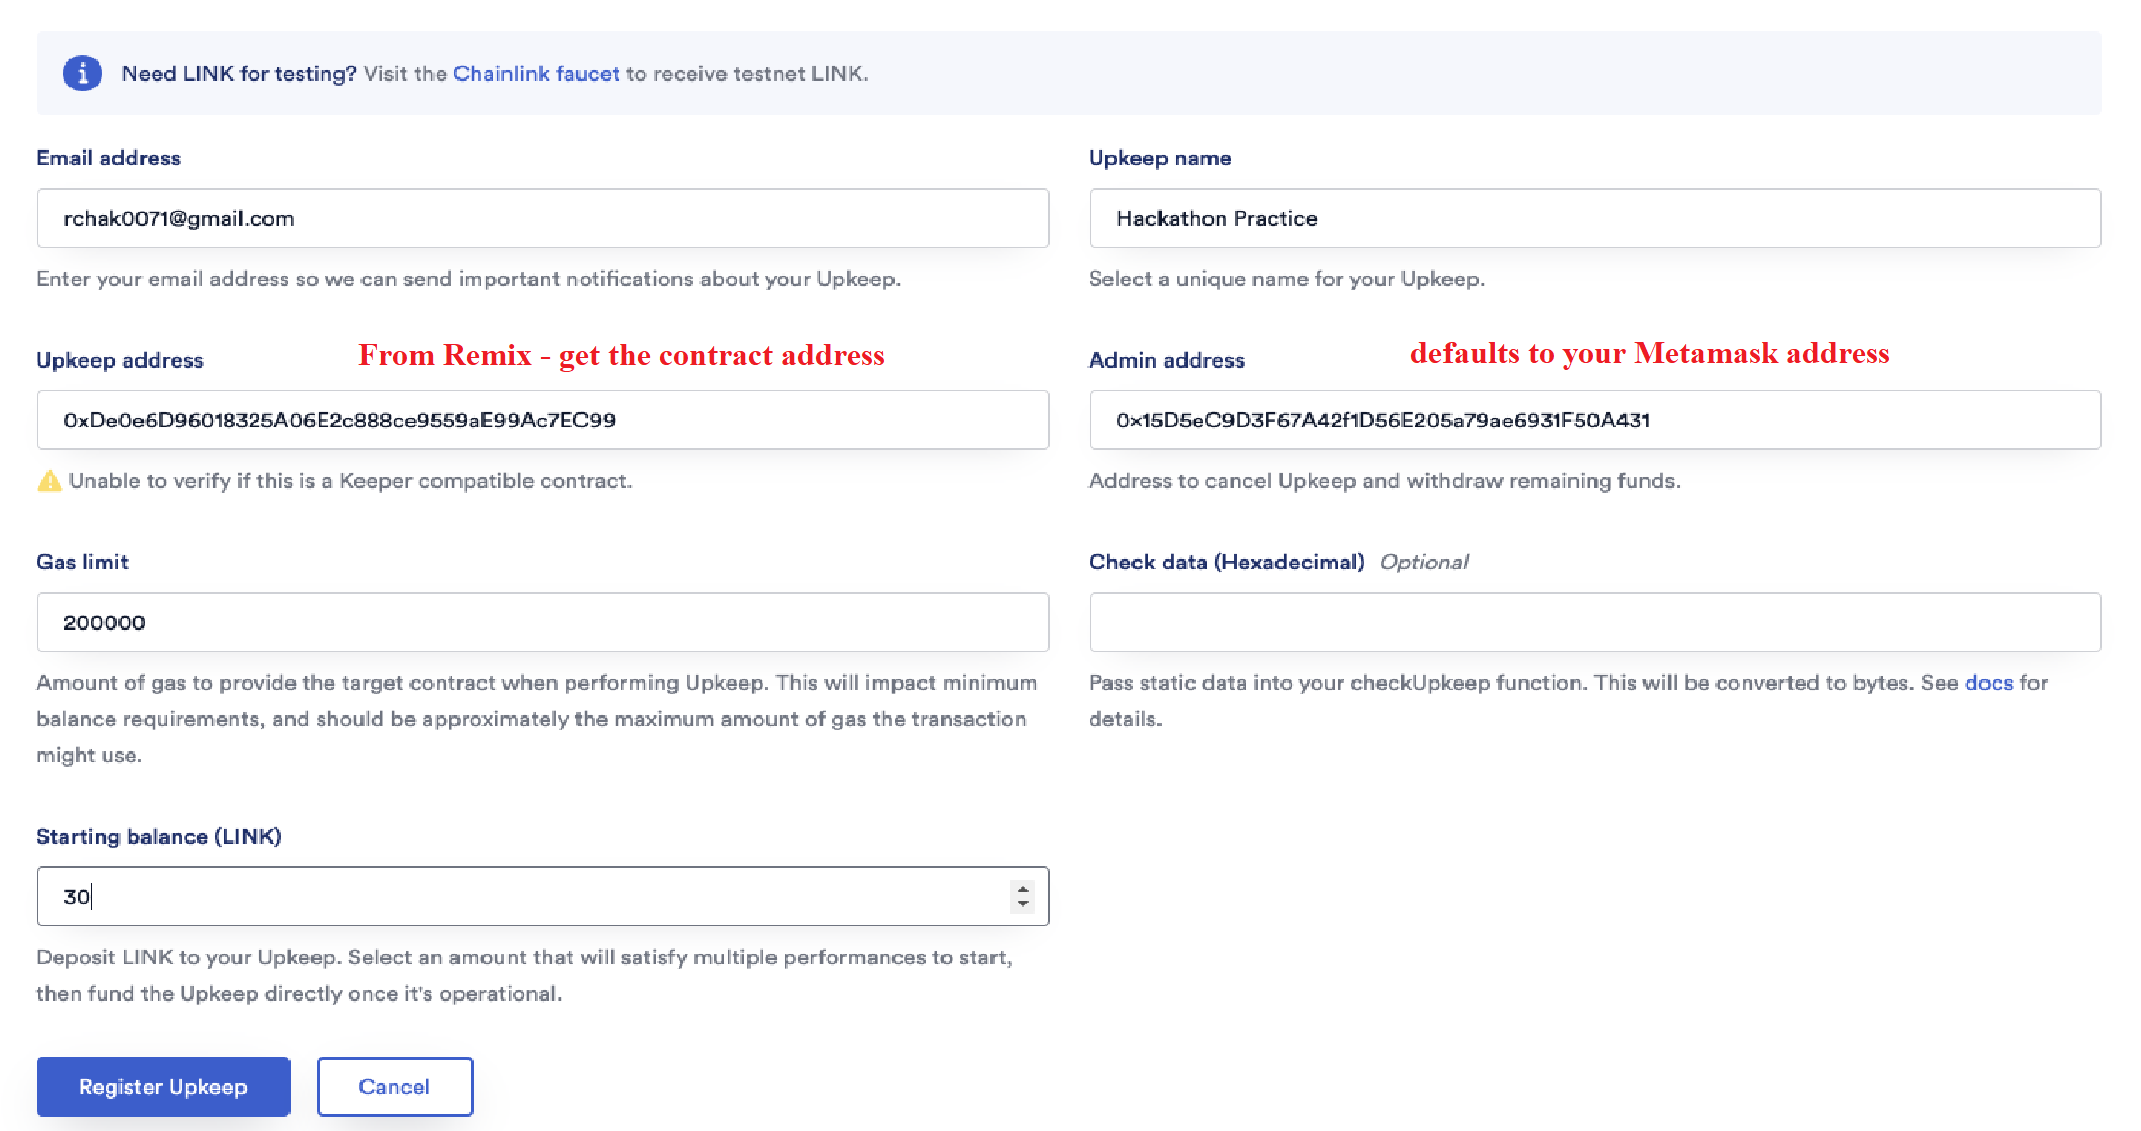 Need LINK for testing? Visit the Chainlink faucet to receive testnet LINK.
Email address
rchak0071@gmail.com
Enter your email address so we can send important notifications about your Upkeep.
Upkeep name
Hackathon Practice
Select a unique name for your Upkeep.
Upkeep address
From Remix - get the contract address
0xDe0e6D96018325A06E2c888ce9559aE99Ac7EC99
Unable to verify if this is a Keeper compatible contract.
Admin address
defaults to your Metamask address
0x15D5eC9D3F67A42f1D56E205a79ae6931F50A431
Address to cancel Upkeep and withdraw remaining funds.
Gas limit
200000
Amount of gas to provide the target contract when performing Upkeep. This will impact minimum
balance requirements, and should be approximately the maximum amount of gas the transaction
might use.
Check data (Hexadecimal) Optional
Pass static data into your checkUpkeep function. This will be converted to bytes. See docs for
details.
Starting balance (LINK)
30
Deposit LINK to your Upkeep. Select an amount that will satisfy multiple performances to start,
then fund the Upkeep directly once it's operational.
Register Upkeep
Cancel